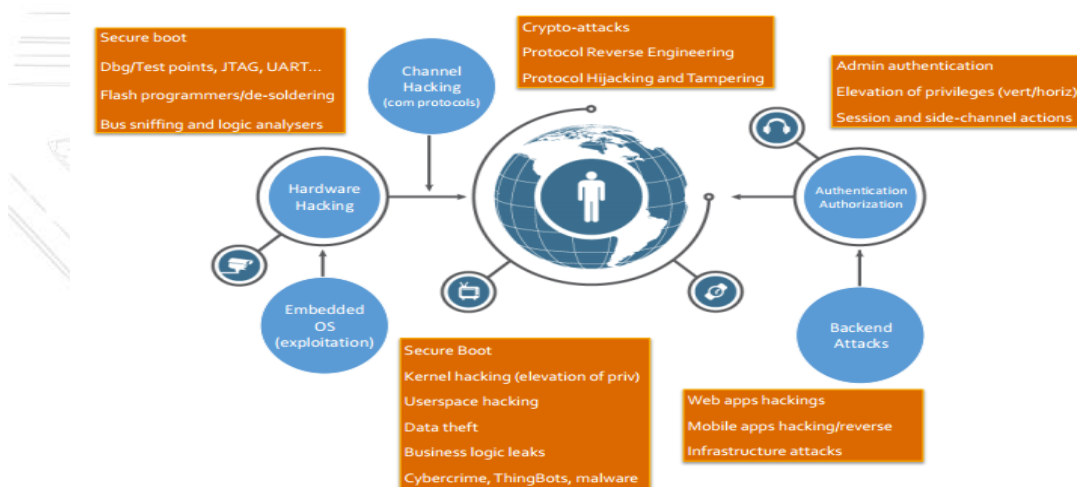 Secure boot
Dbg/Test points, JTAG, UART...
Flash programmers/de-soldering
Bus sniffing and logic analysers
Channel
Hacking
(com protocols)
Crypto-attacks
Protocol Reverse Engineering
Protocol Hijacking and Tampering
Admin authentication
Elevation of privileges (vert/horiz)
Session and side-channel actions
Hardware
Hacking
Authentication
Authorization
Embedded
OS
(exploitation)
Backend
Attacks
Secure Boot
Kernel hacking (elevation of priv)
Userspace hacking
Data theft
Business logic leaks
Cybercrime, ThingBots, malware
Web apps hackings
Mobile apps hacking/reverse
Infrastructure attacks